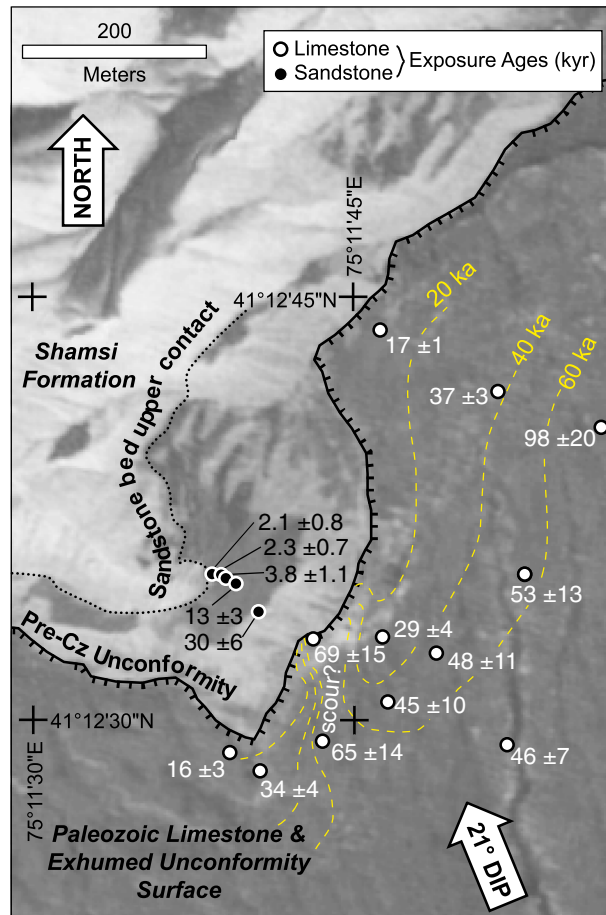 200
Meters
Limestone
Sandstone
Exposure Ages (kyr)
NORTH
75°11'45"E
41°12'45"N
20 ka
40 ka
60 ka
17 ±1
37 ±3
98 ±20
Shamsi
Formation
Sandstone bed upper contact
2.1 ±0.8
2.3 ±0.7
3.8 ±1.1
13 ±3
30 ±6
53 ±13
29 ±4
69 ±15
48 ±11
Pre-Cz Unconformity
scour?
45 ±10
41°12'30"N
75°11'30"E
65 ±14
46 ±7
16 ±3
34 ±4
Paleozoic Limestone &
Exhumed Unconformity
Surface
21° DIP